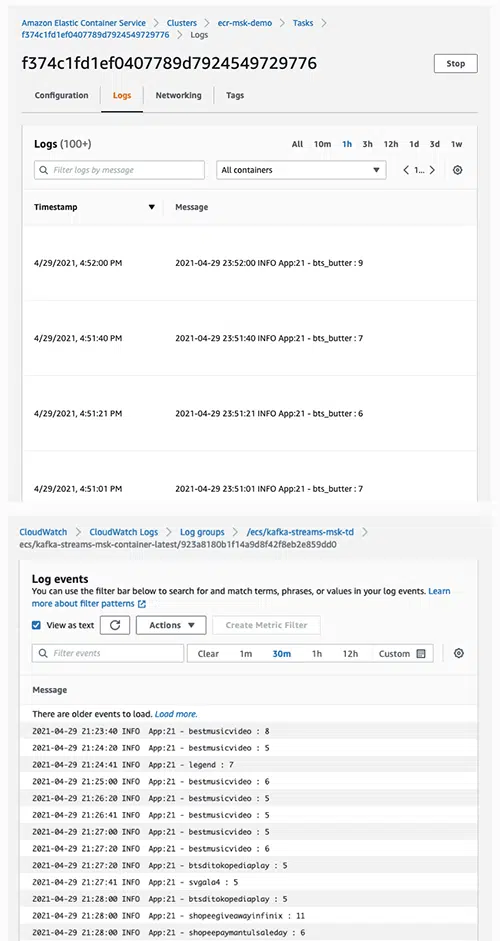 Amazon Elastic Container Service > Clusters > ecr-msk-demo > Tasks >
f374c1fd1ef0407789d7924549729776 > Logs
f374c1fd1ef0407789d7924549729776 Stop
Configuration Logs Networking Tags
Logs (100+) All 10m 1h 3h 12h 1d 3d 1w
Filter logs by message All containers < 1... >
Timestamp Message
4/29/2021, 4:52:00 PM 2021-04-29 23:52:00 INFO App:21 - bts_butter : 9
4/29/2021, 4:51:40 PM 2021-04-29 23:51:40 INFO App:21 - bts_butter : 7
4/29/2021, 4:51:21 PM 2021-04-29 23:51:21 INFO App:21 - bts_butter : 6
4/29/2021, 4:51:01 PM 2021-04-29 23:51:01 INFO App:21 - bts_butter : 7
CloudWatch > CloudWatch Logs > Log groups > /ecs/kafka-streams-msk-td >
ecs/kafka-streams-msk-container-latest/923a8180b1f14a9d8f42f8eb2e859dd0
Log events
You can use the filter bar below to search for and match terms, phrases, or values in your log events. Learn
more about filter patterns
View as text Actions Create Metric Filter
Filter events Clear 1m 30m 1h 12h Custom
Message
There are older events to load. Load more.
2021-04-29 21:23:40 INFO App:21 - bestmusicvideo : 8
2021-04-29 21:24:20 INFO App:21 - bestmusicvideo : 5
2021-04-29 21:24:41 INFO App:21 - legend : 7
2021-04-29 21:25:00 INFO App:21 - bestmusicvideo : 6
2021-04-29 21:26:20 INFO App:21 - bestmusicvideo : 5
2021-04-29 21:26:41 INFO App:21 - bestmusicvideo : 5
2021-04-29 21:27:00 INFO App:21 - bestmusicvideo : 5
2021-04-29 21:27:20 INFO App:21 - bestmusicvideo : 6
2021-04-29 21:27:20 INFO App:21 - btsditokopediaplay : 5
2021-04-29 21:27:41 INFO App:21 - svgala4 : 5
2021-04-29 21:28:00 INFO App:21 - btsditokopediaplay : 5
2021-04-29 21:28:00 INFO App:21 - shopeegiveawayinfinix : 11
2021-04-29 21:28:00 INFO App:21 - shopeepaymantulsaleday : 6